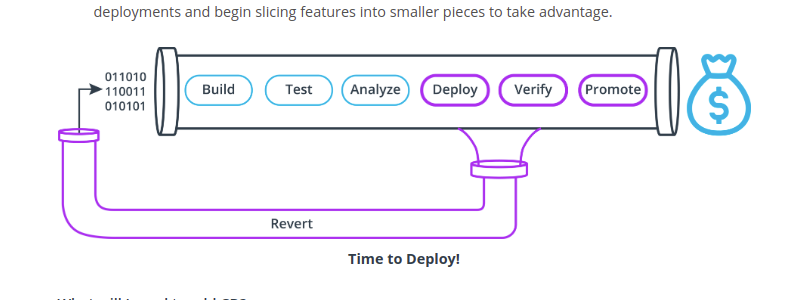 deployments and begin slicing features into smaller pieces to take advantage.
011010
110011
010101
Build Test Analyze Deploy Verify Promote
$
Revert
Time to Deploy!